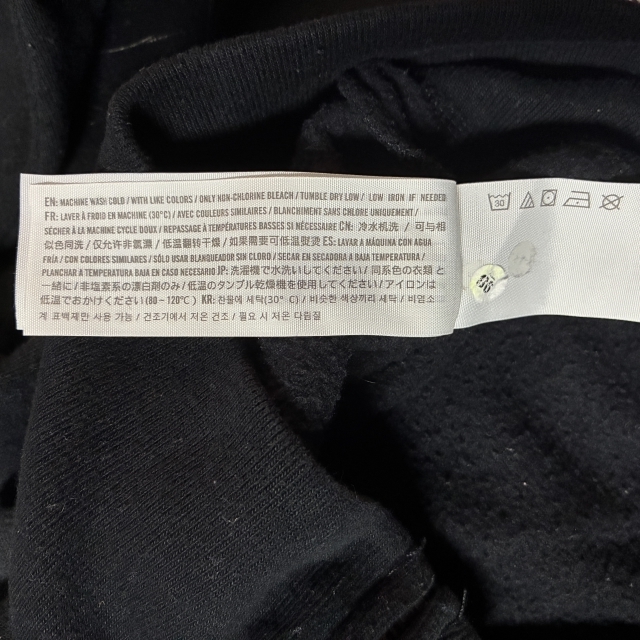 EN: MACHINE WASH COLD / WITH LIKE COLORS / ONLY NON-CHLORINE BLEACH / TUMBLE DRY LOW / LOW IRON IF NEEDED
FR: LAVER À FROID EN MACHINE (30°C) / AVEC COULEURS SIMILAIRES / BLANCHIMENT SANS CHLORE UNIQUEMENT /
SÉCHER À LA MACHINE CYCLE DOUX / REPASSAGE À TEMPÉRATURES BASSES SI NÉCESSAIRE CN: 冷水机洗 / 可与相
似色同洗 / 仅允许非氯漂 / 低温翻转干燥 / 如果需要可低温熨烫 ES: LAVAR A MÁQUINA CON AGUA
FRÍA / CON COLORES SIMILARES / SÓLO USAR BLANQUEADOR SIN CLORO / SECAR EN SECADORA A BAJA TEMPERATURA /
PLANCHAR A TEMPERATURA BAJA EN CASO NECESARIO JP: 洗濯機で水洗いしてください / 同系色の衣類 と
一緒に / 非塩素系の漂白剤のみ / 低温のタンブル乾燥機を使用してください / アイロンは
低温でおかけください (80-120°C) KR: 찬물에 세탁(30° C) / 비슷한 색상끼리 세탁 / 비염소
계 표백제만 사용 가능 / 건조기에서 저온 건조 / 필요 시 저온 다림질
30